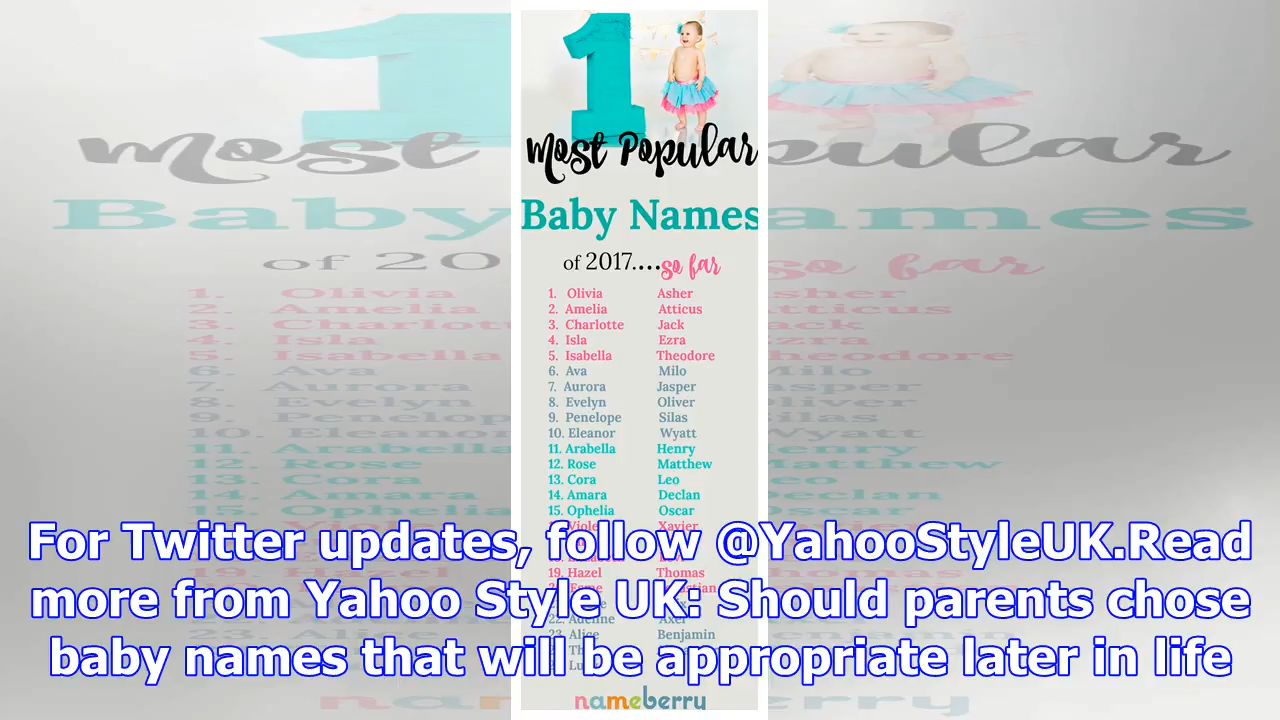 1
Most Popular
Baby Names
of 2017....so far
1. Olivia Asher
2. Amelia Atticus
3. Charlotte Jack
4. Isla Ezra
5. Isabella Theodore
6. Ava Milo
7. Aurora Jasper
8. Evelyn Oliver
9. Penelope Silas
10. Eleanor Wyatt
11. Arabella Henry
12. Rose Matthew
13. Cora Leo
14. Amara Declan
15. Ophelia Oscar
Xavier
For Twitter updates, follow @YahooStyleUK.Read
19. Hazel Thomas
more from Yahoo Style UK: Should parents chose
22. Adeline Axel
23. Alice Benjamin
baby names that will be appropriate later in life
nameberry